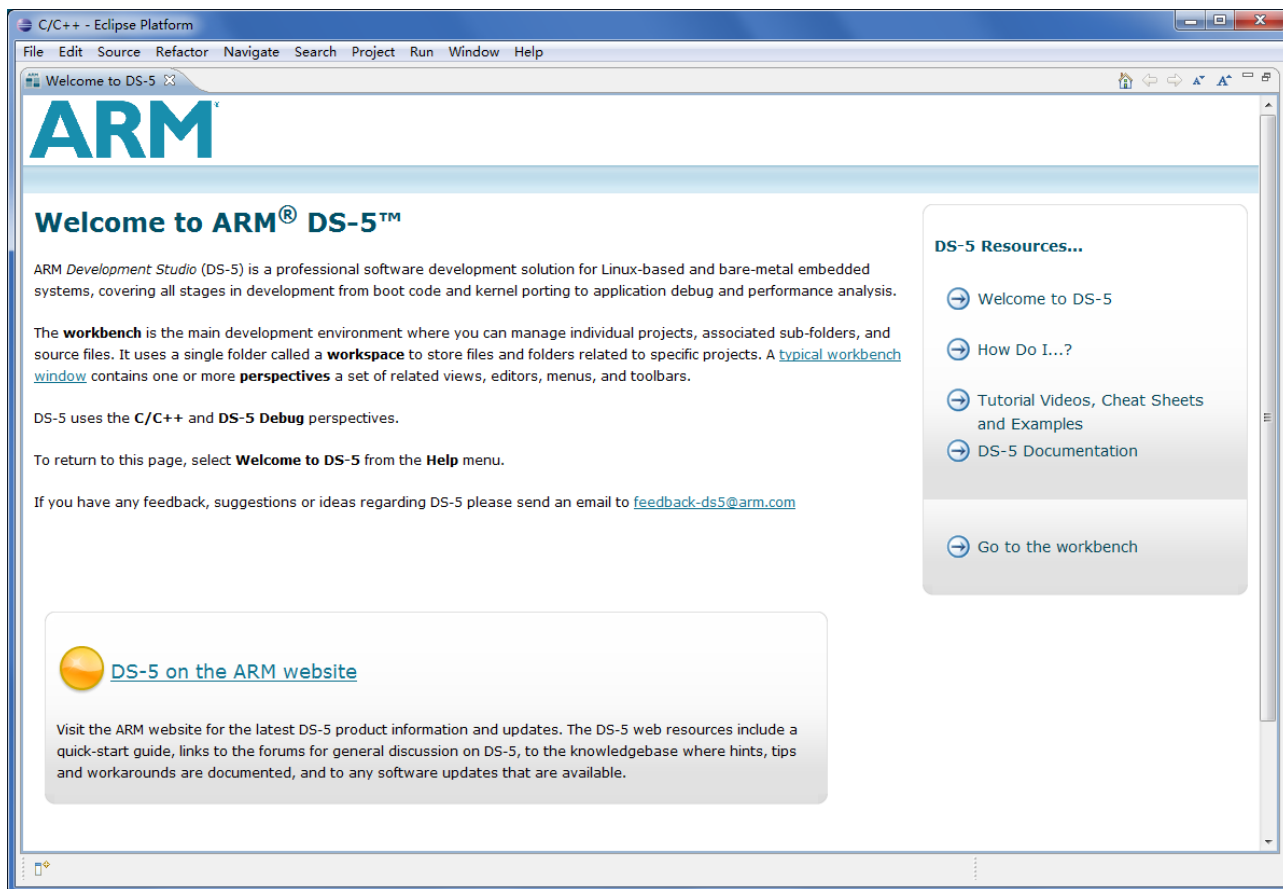 C/C++ - Eclipse Platform
File Edit Source Refactor Navigate Search Project Run Window Help
Welcome to DS-5
ARM
Welcome to ARM® DS-5™
ARM Development Studio (DS-5) is a professional software development solution for Linux-based and bare-metal embedded
systems, covering all stages in development from boot code and kernel porting to application debug and performance analysis.
The workbench is the main development environment where you can manage individual projects, associated sub-folders, and
source files. It uses a single folder called a workspace to store files and folders related to specific projects. A typical workbench
window contains one or more perspectives a set of related views, editors, menus, and toolbars.
DS-5 uses the C/C++ and DS-5 Debug perspectives.
To return to this page, select Welcome to DS-5 from the Help menu.
If you have any feedback, suggestions or ideas regarding DS-5 please send an email to feedback-ds5@arm.com
DS-5 Resources...
Welcome to DS-5
How Do I...?
Tutorial Videos, Cheat Sheets
and Examples
DS-5 Documentation
Go to the workbench
DS-5 on the ARM website
Visit the ARM website for the latest DS-5 product information and updates. The DS-5 web resources include a
quick-start guide, links to the forums for general discussion on DS-5, to the knowledgebase where hints, tips
and workarounds are documented, and to any software updates that are available.